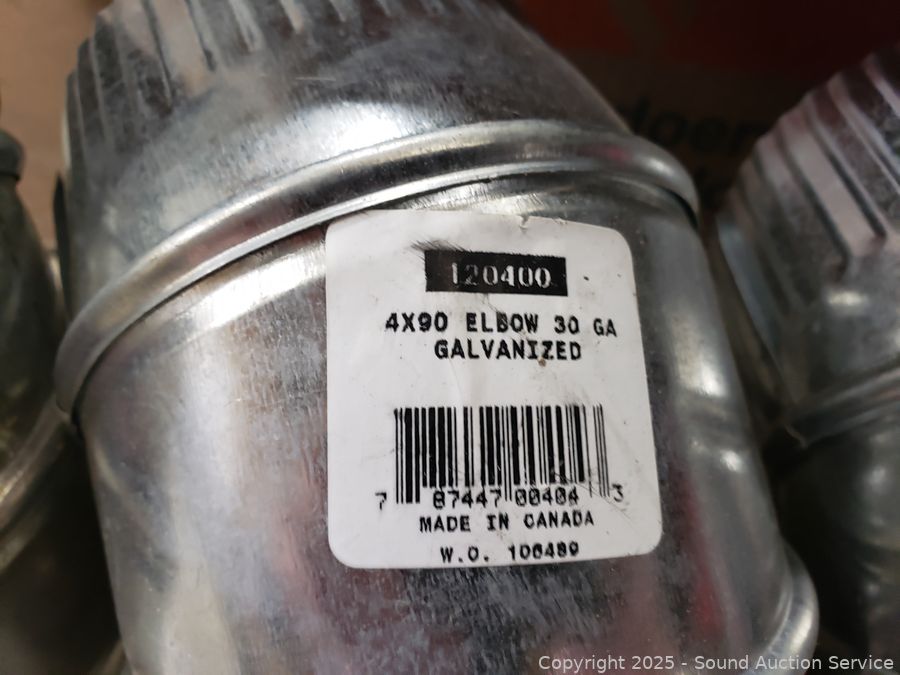 120400
4X90 ELBOW 30 GA
GALVANIZED
7 87447 00404 3
MADE IN CANADA
W.O. 106489
Copyright © 2025 - Sound Auction Service